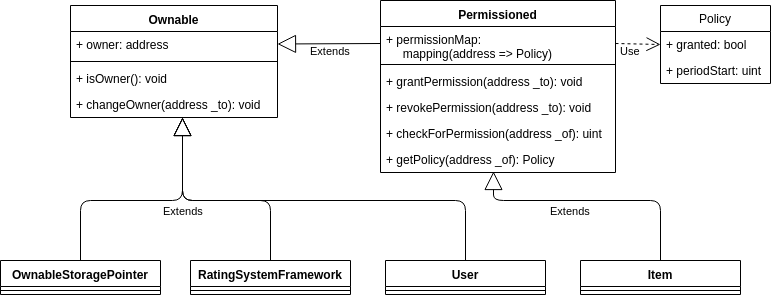 Ownable
+ owner: address
+ isOwner(): void
+ changeOwner(address _to): void
Extends
Permissioned
+ permissionMap:
mapping(address => Policy)
+ grantPermission(address _to): void
+ revokePermission(address _to): void
+ checkForPermission(address _of): uint
+ getPolicy(address _of): Policy
Use
Policy
+ granted: bool
+ periodStart: uint
Extends
Extends
OwnableStoragePointer
RatingSystemFramework
User
Item